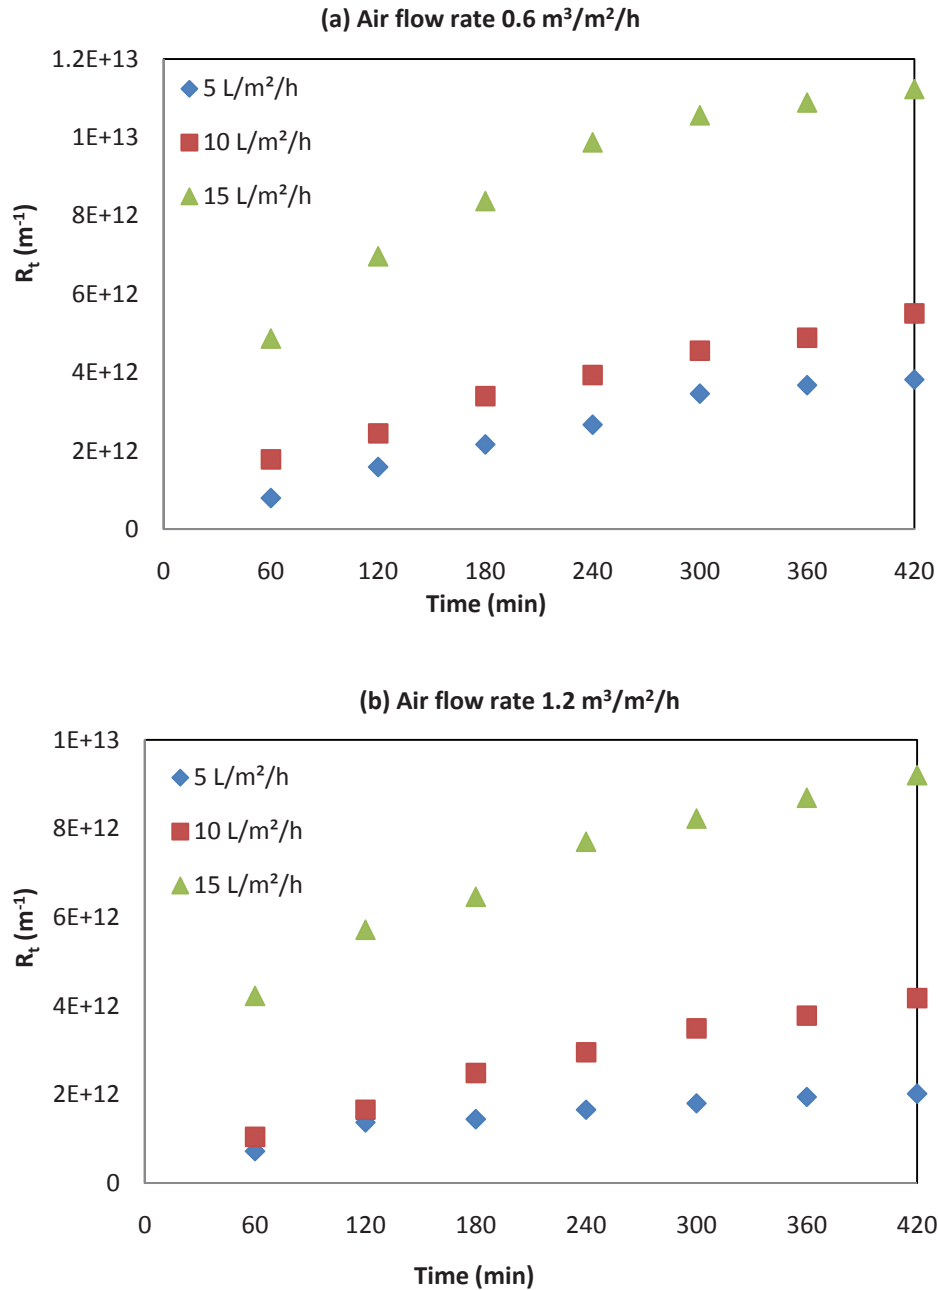 (a) Air flow rate 0.6 m³/m²/h
1.2E+13
1E+13
8E+12
6E+12
4E+12
2E+12
0
R_t (m⁻¹)
5 L/m²/h
10 L/m²/h
15 L/m²/h
0 60 120 180 240 300 360 420
Time (min)
(b) Air flow rate 1.2 m³/m²/h
1E+13
8E+12
6E+12
4E+12
2E+12
0
R_t (m⁻¹)
5 L/m²/h
10 L/m²/h
15 L/m²/h
0 60 120 180 240 300 360 420
Time (min)